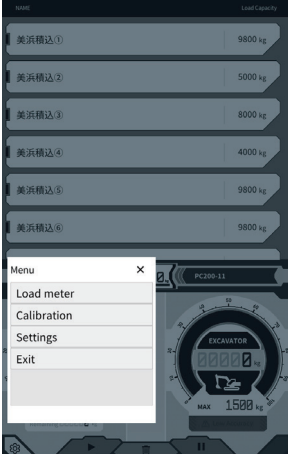 NAME Load Capacity
美浜積込① 9800 kg
美浜積込② 5000 kg
美浜積込③ 8000 kg
美浜積込④ 4000 kg
美浜積込⑤ 9800 kg
美浜積込⑥ 9800 kg
Menu ×
Load meter
Calibration
Settings
Exit
PC200-11
EXCAVATOR
00000 kg
MAX 1500 kg